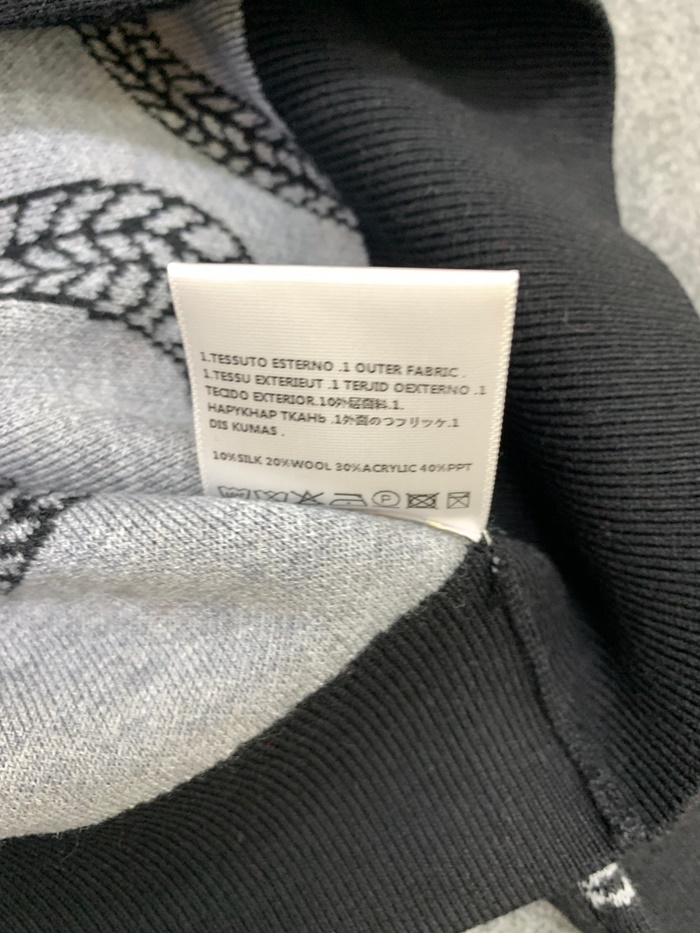 1.TESSUTO ESTERNO .1 OUTER FABRIC .
1.TESSU EXTERIEUT .1 TERJID OEXTERNO .1
TECIDO EXTERIOR.10外层面料.1.
HAPYKHAP TKAHb .1外面のつフリッケ.1
DIS KUMAS .
10%SILK 20%WOOL 30%ACRYLIC 40%PPT
P